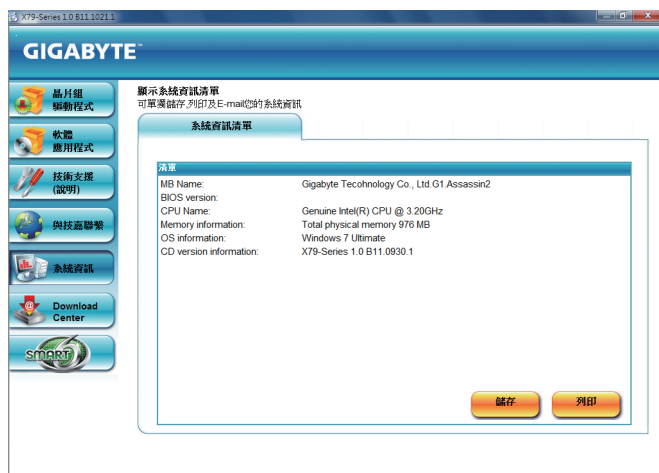 X79-Series 1.0 B11.1021.1
GIGABYTE™
晶片組
驅動程式
軟體
應用程式
技術支援
(說明)
與技嘉聯繫
系統資訊
Download
Center
SMART6
顯示系統資訊清單
可單獨儲存,列印及E-mail您的系統資訊
系統資訊清單
清單
MB Name: Gigabyte Tecohnology Co., Ltd.G1.Assassin2
BIOS version:
CPU Name: Genuine Intel(R) CPU @ 3.20GHz
Memory information: Total physical memory 976 MB
OS information: Windows 7 Ultimate
CD version information: X79-Series 1.0 B11.0930.1
儲存 列印